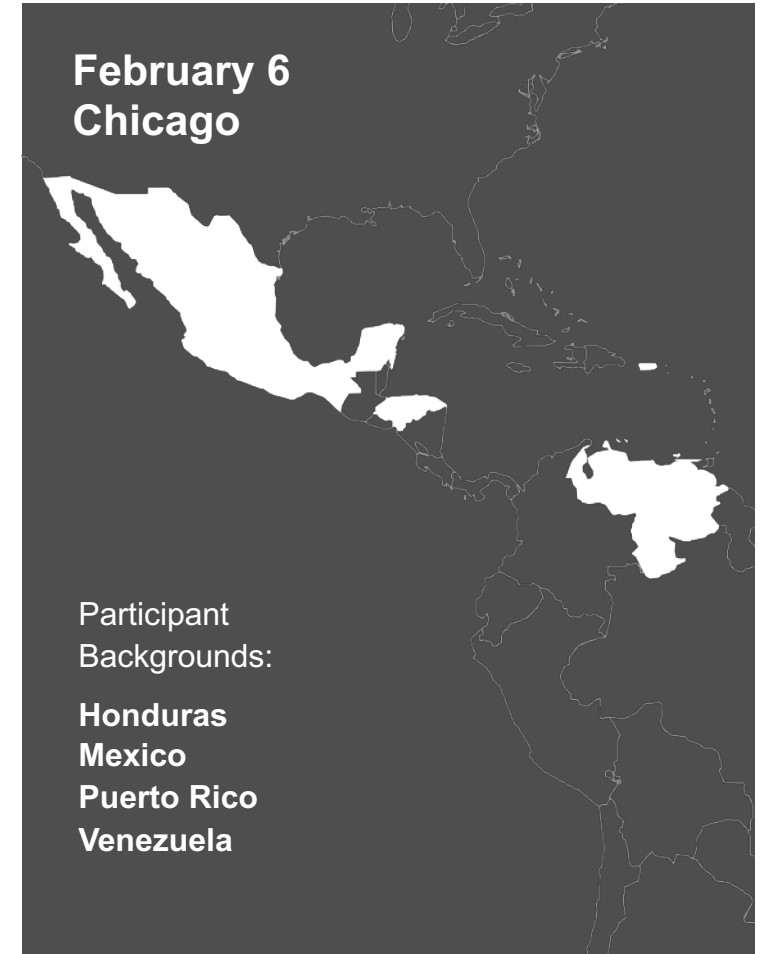 February 6
Chicago
Participant
Backgrounds:
Honduras
Mexico
Puerto Rico
Venezuela